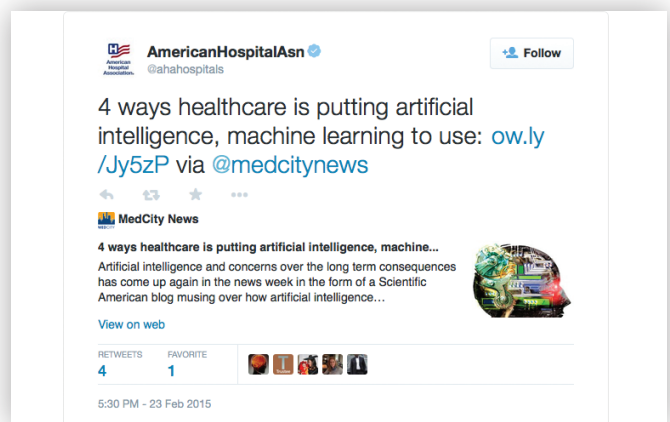 AmericanHospitalAsn
@ahahospitals
Follow
American
Hospital
Association.
4 ways healthcare is putting artificial
intelligence, machine learning to use: ow.ly
/Jy5zP via @medcitynews
MedCity News
4 ways healthcare is putting artificial intelligence, machine...
Artificial intelligence and concerns over the long term consequences
has come up again in the news week in the form of a Scientific
American blog musing over how artificial intelligence…
View on web
RETWEETS FAVORITE
4 1
5:30 PM - 23 Feb 2015